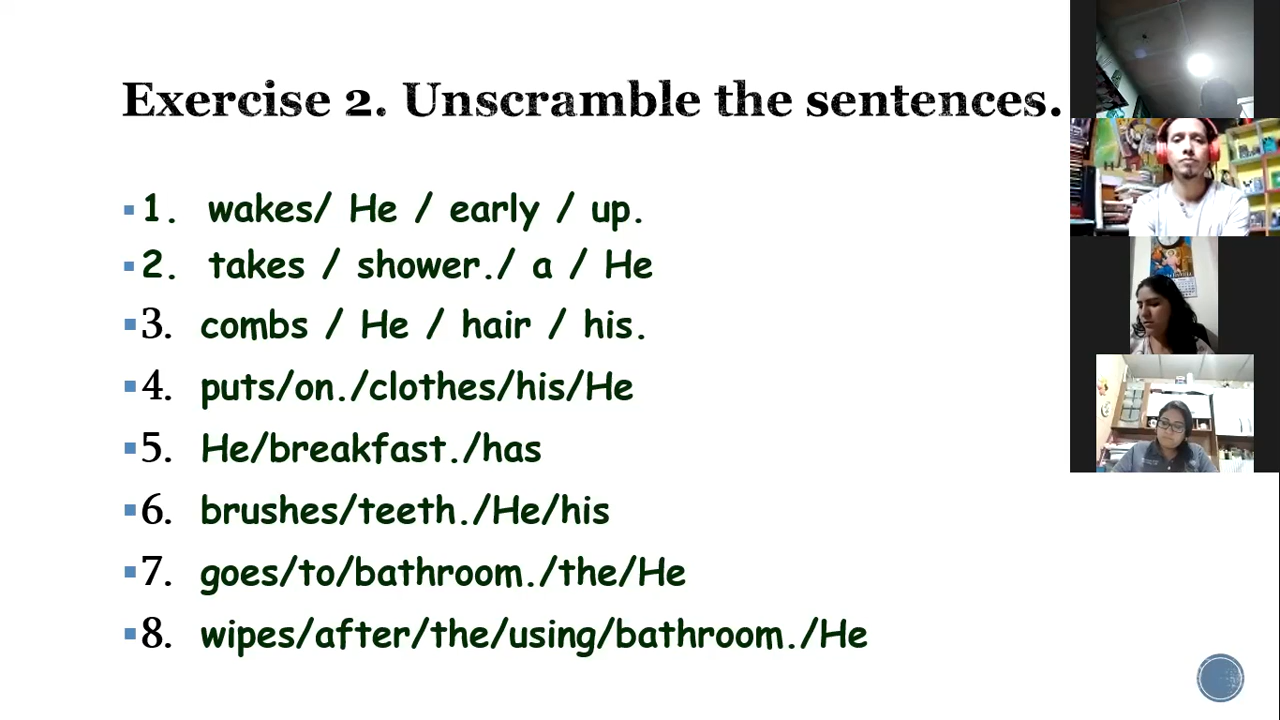 Exercise 2. Unscramble the sentences.
1. wakes/ He / early / up.
2. takes / shower./ a / He
3. combs / He / hair / his.
4. puts/on./clothes/his/He
5. He/breakfast./has
6. brushes/teeth./He/his
7. goes/to/bathroom./the/He
8. wipes/after/the/using/bathroom./He